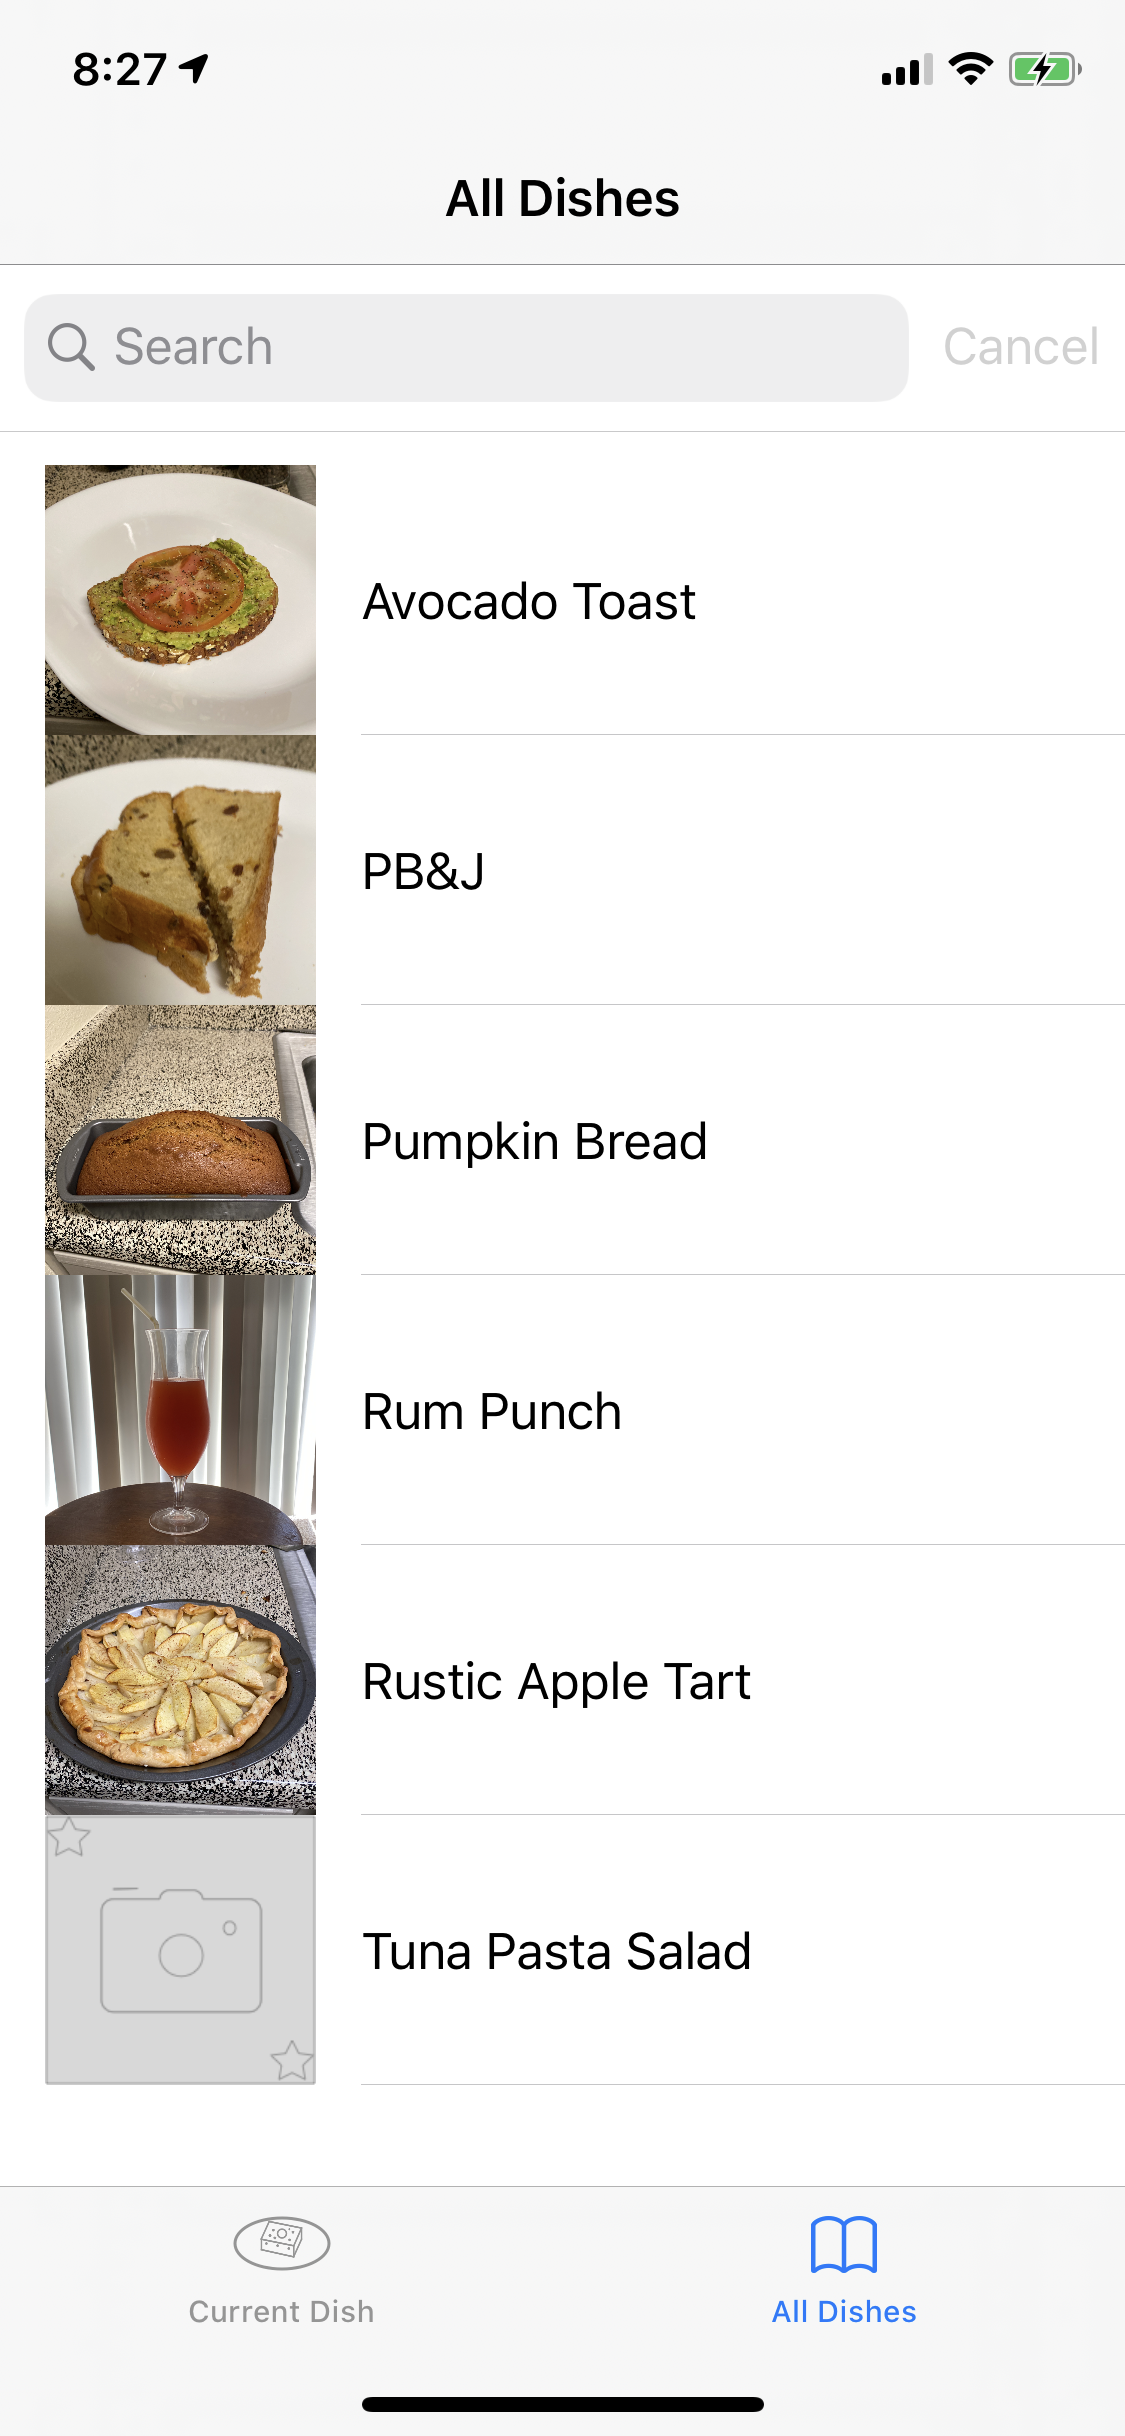 8:27
All Dishes
Search Cancel
Avocado Toast
PB&J
Pumpkin Bread
Rum Punch
Rustic Apple Tart
Tuna Pasta Salad
Current Dish All Dishes